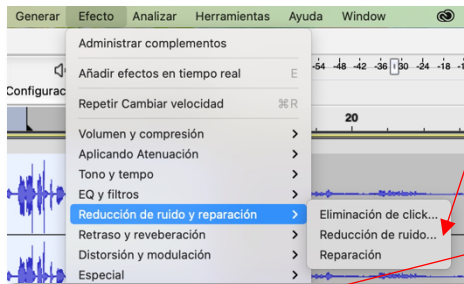 Generar Efecto Analizar Herramientas Ayuda Window
Administrar complementos
Añadir efectos en tiempo real E
-54 -48 -42 -36 -30 -24 -18
Configurac
Repetir Cambiar velocidad ⌘R
20
Volumen y compresión
Aplicando Atenuación
Tono y tempo
EQ y filtros
Reducción de ruido y reparación
Eliminación de click...
Retraso y reveberación
Reducción de ruido...
Distorsión y modulación
Reparación
Especial